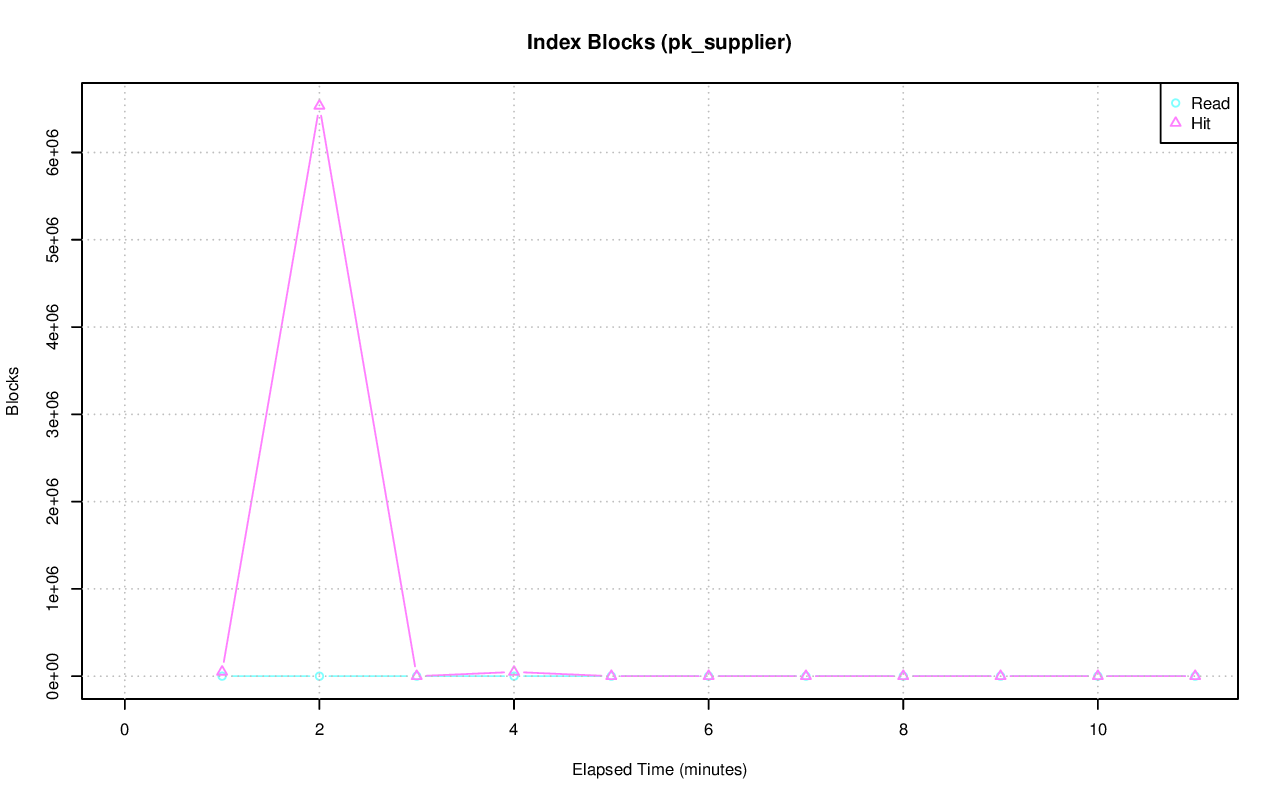 Index Blocks (pk_supplier)
Read
Hit
Blocks
6e+06
5e+06
4e+06
3e+06
2e+06
1e+06
0e+00
0 2 4 6 8 10
Elapsed Time (minutes)